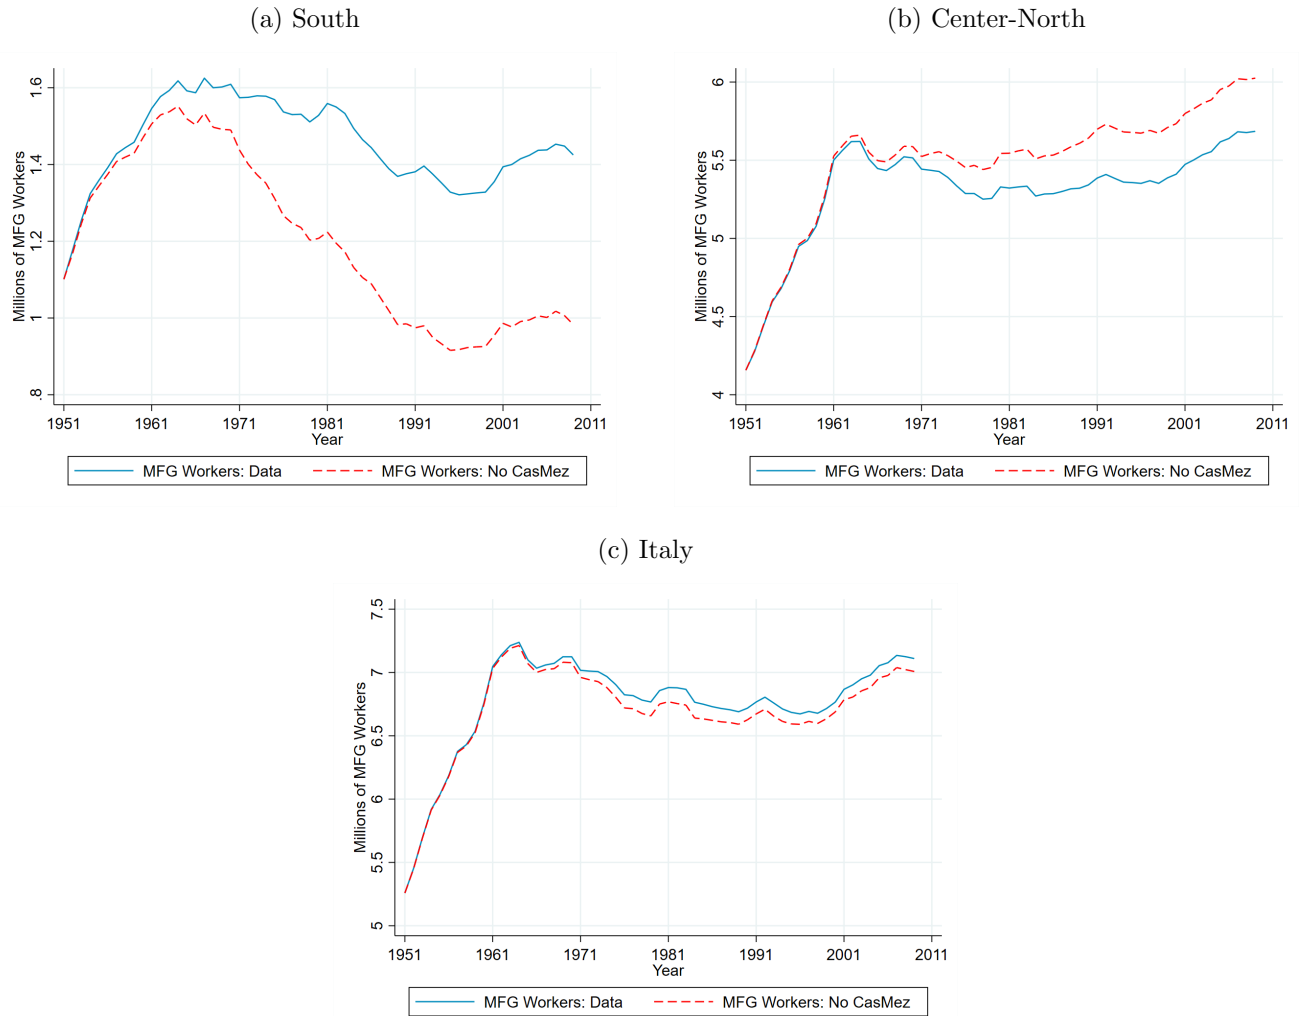 (a) South
Millions of MFG Workers
1.6
1.4
1.2
1
.8
1951 1961 1971 1981 1991 2001 2011
Year
MFG Workers: Data MFG Workers: No CasMez
(b) Center-North
Millions of MFG Workers
6
5.5
5
4.5
4
1951 1961 1971 1981 1991 2001 2011
Year
MFG Workers: Data MFG Workers: No CasMez
(c) Italy
Millions of MFG Workers
7.5
7
6.5
6
5.5
5
1951 1961 1971 1981 1991 2001 2011
Year
MFG Workers: Data MFG Workers: No CasMez